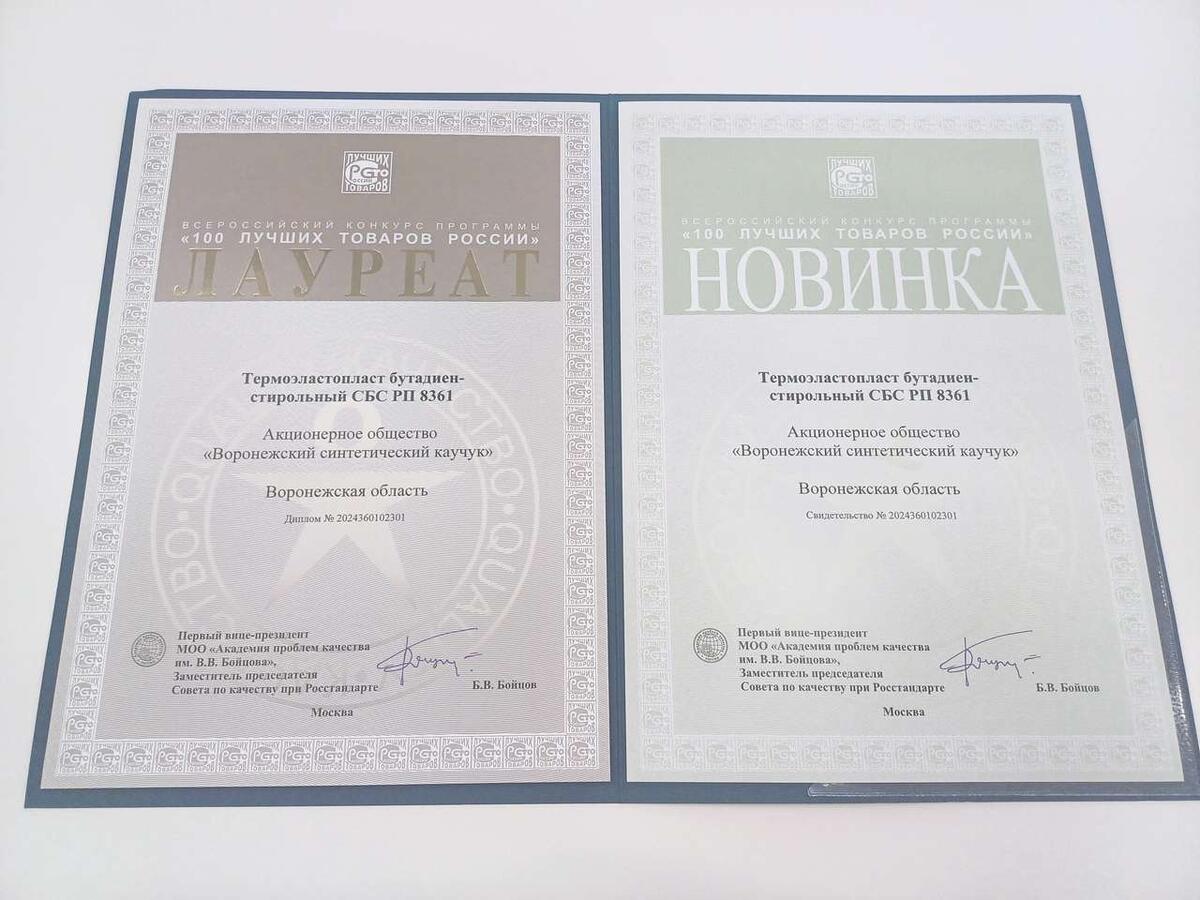 ЛУЧШИХ
ТОВАРОВ
ВСЕРОССИЙСКИЙ КОНКУРС ПРОГРАММЫ
«100 ЛУЧШИХ ТОВАРОВ РОССИИ»
ЛАУРЕАТ
Термоэластопласт бутадиен-
стирольный СБС РП 8361
Акционерное общество
«Воронежский синтетический каучук»
Воронежская область
Диплом № 2024360102301
Первый вице-президент
МОО «Академия проблем качества
им. В.В. Бойцова»,
Заместитель председателя
Совета по качеству при Росстандарте
Б.В. Бойцов
Москва
ЛУЧШИХ
ТОВАРОВ
ВСЕРОССИЙСКИЙ КОНКУРС ПРОГРАММЫ
«100 ЛУЧШИХ ТОВАРОВ РОССИИ»
НОВИНКА
Термоэластопласт бутадиен-
стирольный СБС РП 8361
Акционерное общество
«Воронежский синтетический каучук»
Воронежская область
Свидетельство № 2024360102301
Первый вице-президент
МОО «Академия проблем качества
им. В.В. Бойцова»,
Заместитель председателя
Совета по качеству при Росстандарте
Б.В. Бойцов
Москва